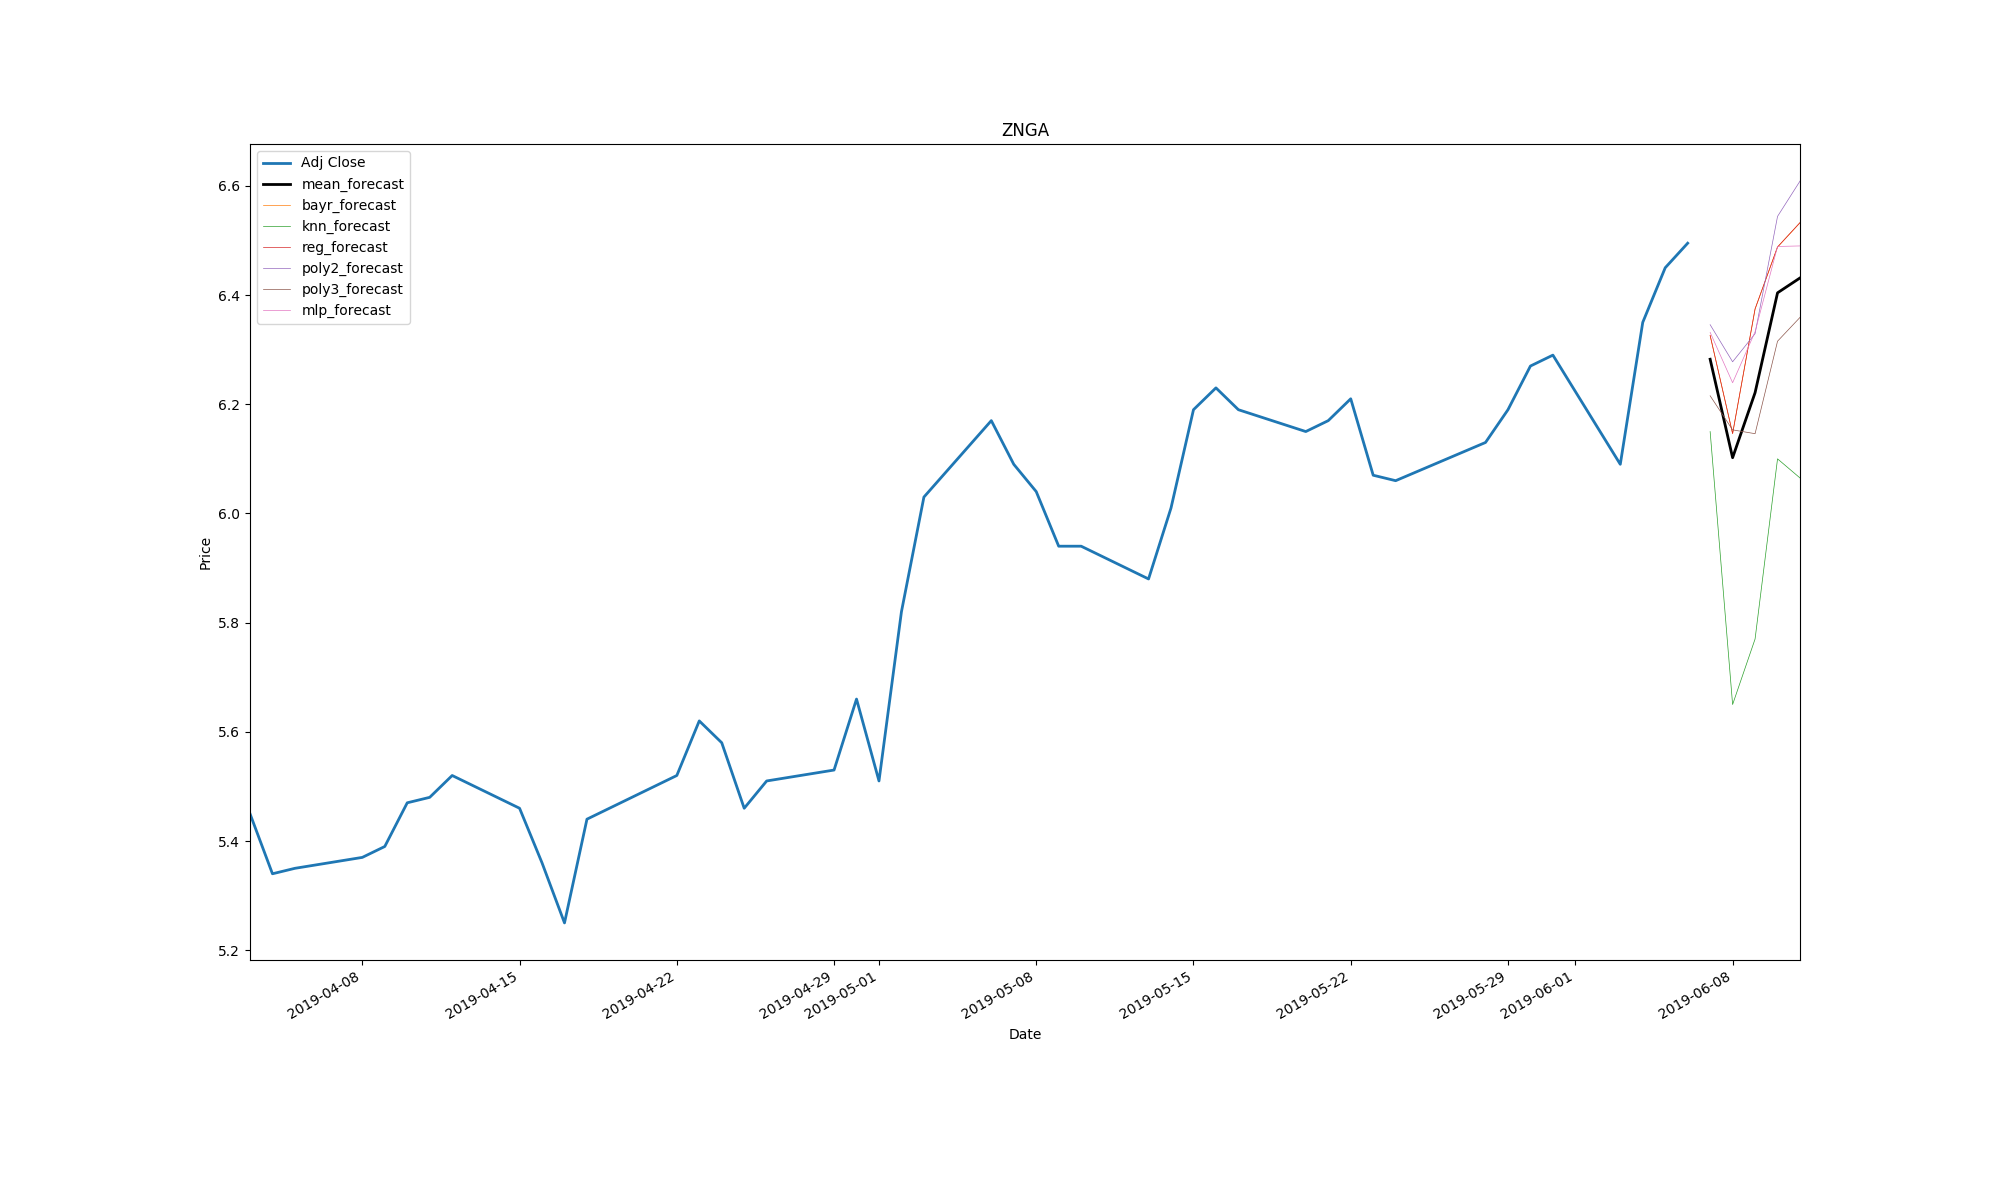 ZNGA
Adj Close
mean_forecast
bayr_forecast
knn_forecast
reg_forecast
poly2_forecast
poly3_forecast
mlp_forecast
6.6
6.4
6.2
6.0
5.8
5.6
5.4
5.2
Price
2019-04-08
2019-04-15
2019-04-22
2019-04-29
2019-05-01
2019-05-08
2019-05-15
2019-05-22
2019-05-29
2019-06-01
2019-06-08
Date